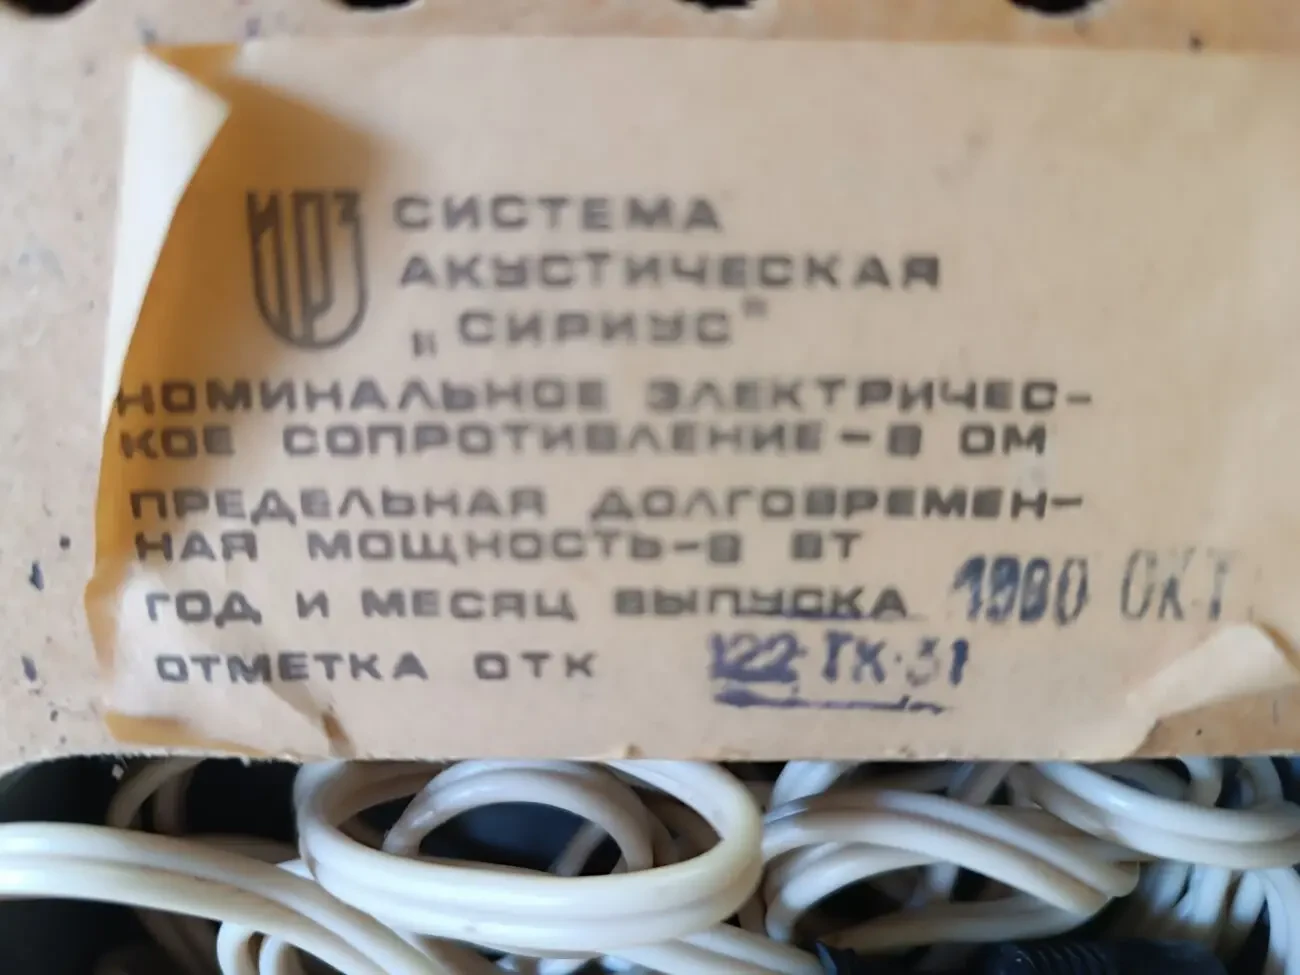 ИРЗ
СИСТЕМА
АКУСТИЧЕСКАЯ
„СИРИУС”
НОМИНАЛЬНОЕ ЭЛЕКТРИЧЕС-
КОЕ СОПРОТИВЛЕНИЕ-8 ОМ
ПРЕДЕЛЬНАЯ ДОЛГОВРЕМЕН-
НАЯ МОЩНОСТЬ-8 ВТ
ГОД И МЕСЯЦ ВЫПУСКА ОКТ
ОТМЕТКА ОТК